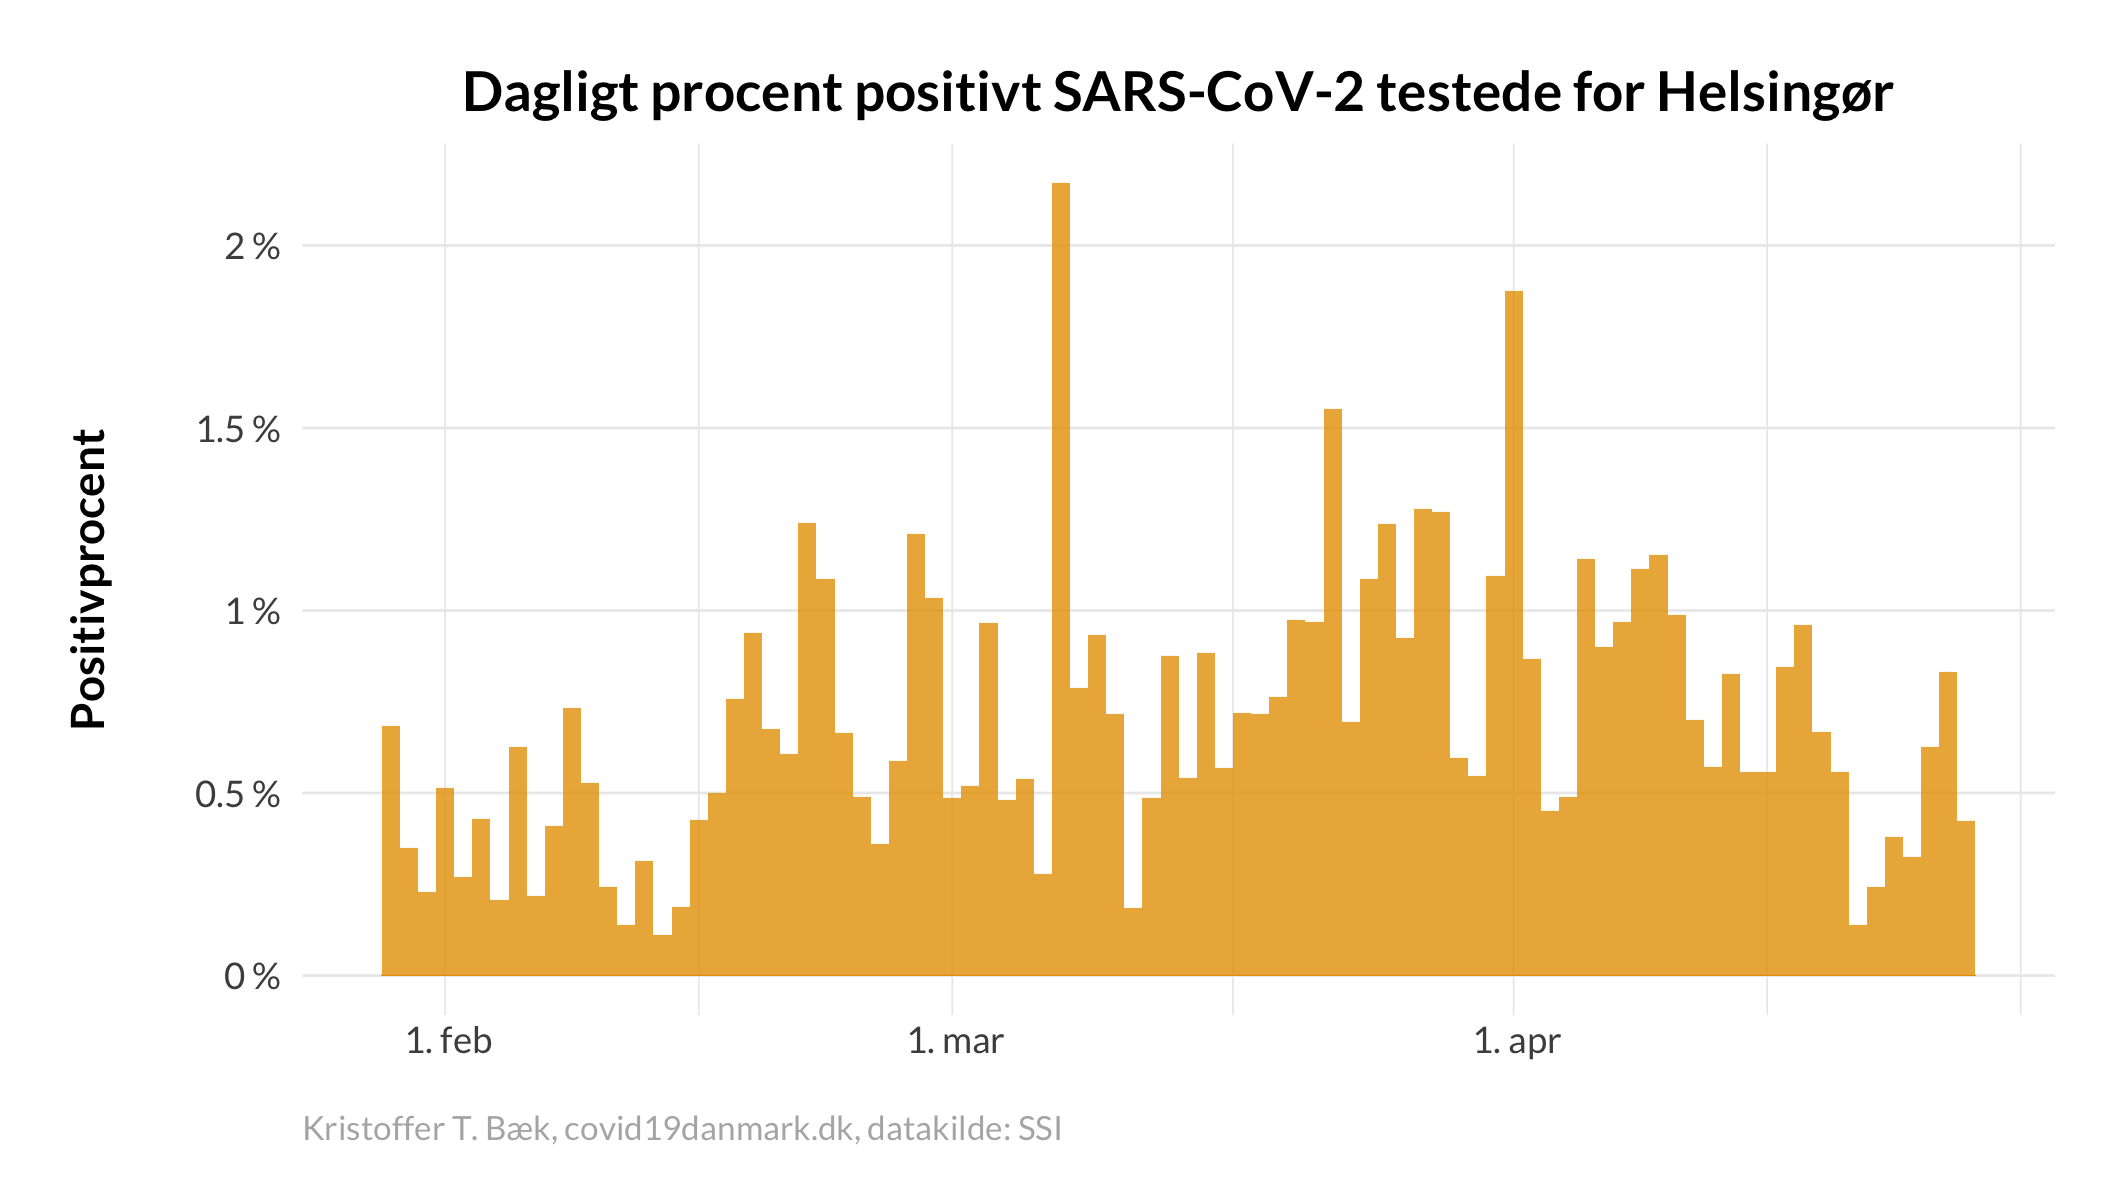 Dagligt procent positivt SARS-CoV-2 testede for Helsingør
Positivprocent
2 %
1.5 %
1 %
0.5 %
0 %
1. feb
1. mar
1. apr
Kristoffer T. Bæk, covid19danmark.dk, datakilde: SSI